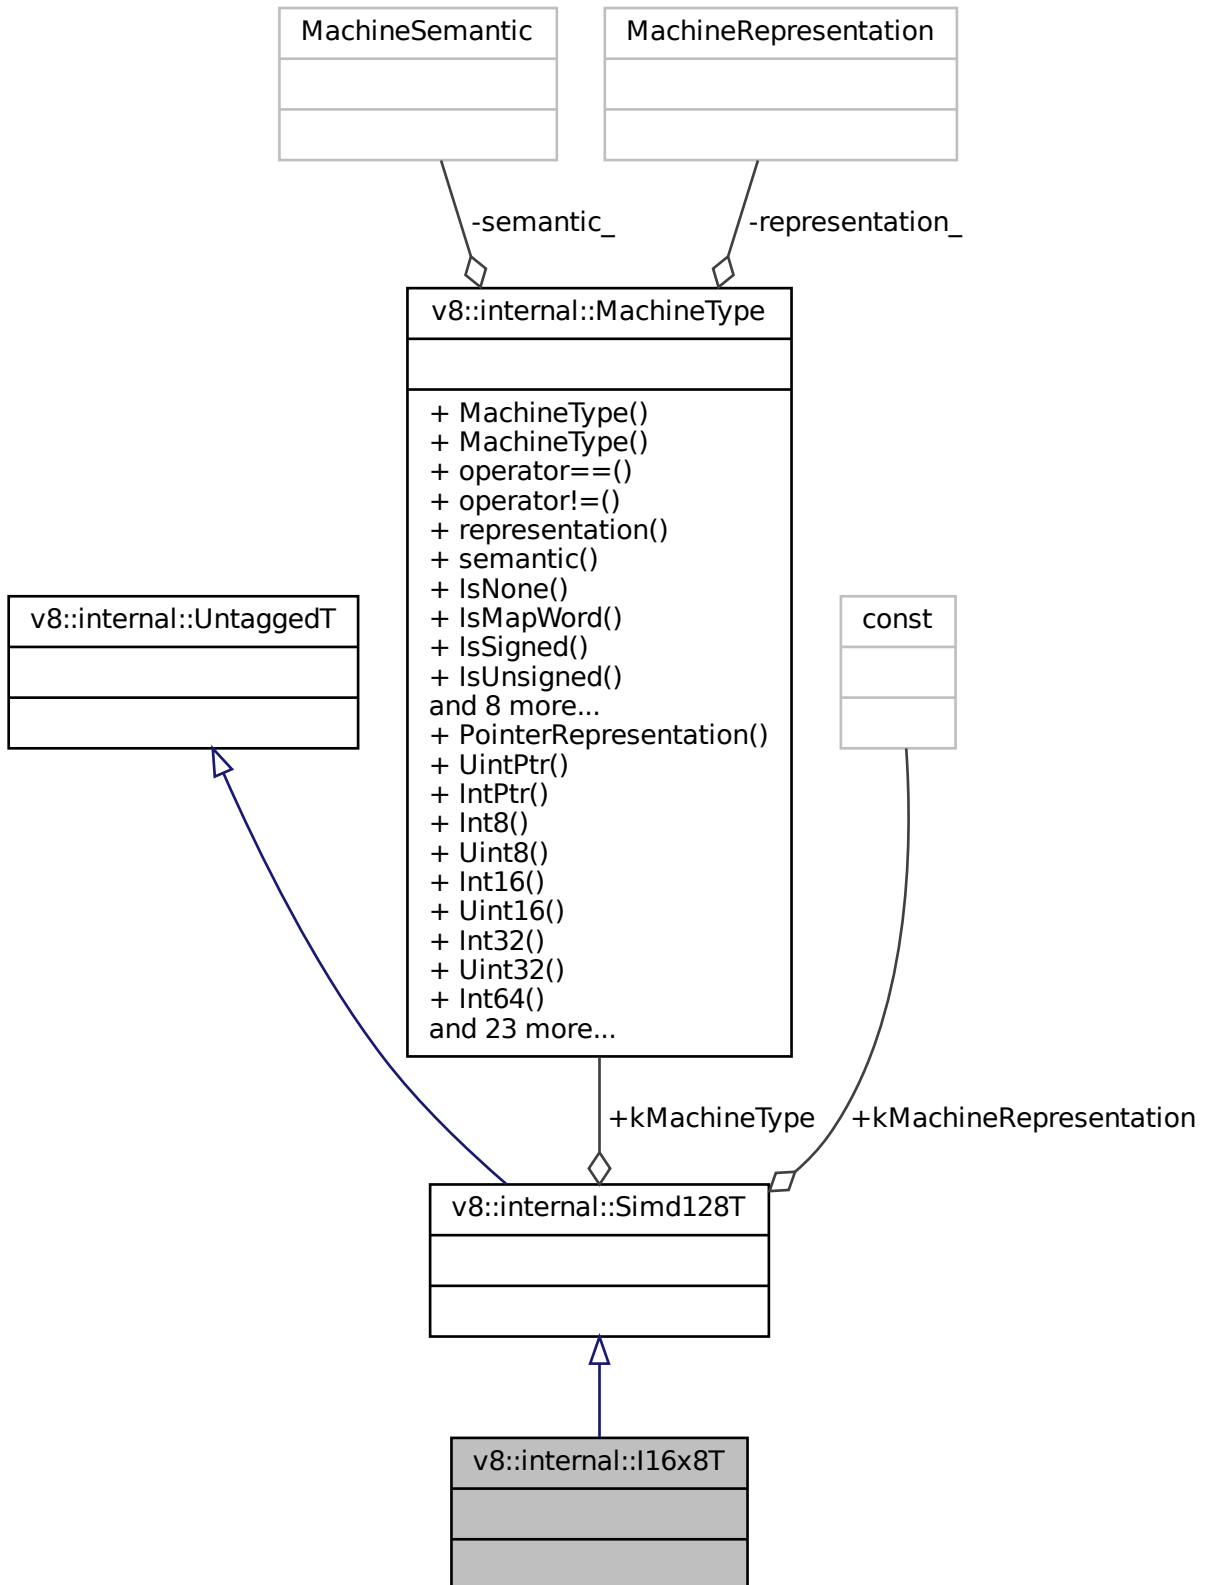 MachineSemantic
MachineRepresentation
-semantic_
-representation_
v8::internal::MachineType
+ MachineType()
+ MachineType()
+ operator==()
+ operator!=()
+ representation()
+ semantic()
+ IsNone()
+ IsMapWord()
+ IsSigned()
+ IsUnsigned()
and 8 more...
+ PointerRepresentation()
+ UintPtr()
+ IntPtr()
+ Int8()
+ Uint8()
+ Int16()
+ Uint16()
+ Int32()
+ Uint32()
+ Int64()
and 23 more...
v8::internal::UntaggedT
const
+kMachineType
+kMachineRepresentation
v8::internal::Simd128T
v8::internal::I16x8T